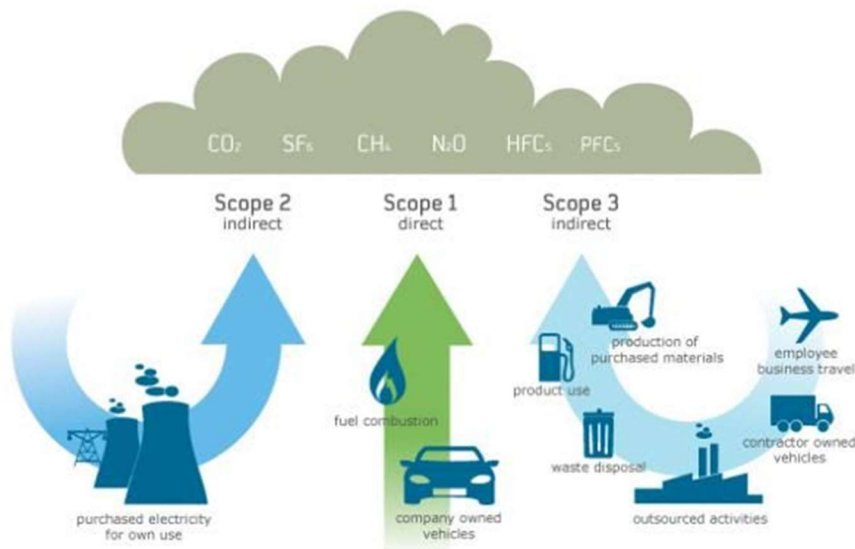 CO₂ SF₆ CH₄ N₂O HFCs PFCs
Scope 2
indirect
Scope 1
direct
Scope 3
indirect
production of
purchased materials
employee
business travel
product use
fuel combustion
contractor owned
vehicles
waste disposal
purchased electricity
for own use
company owned
vehicles
outsourced activities